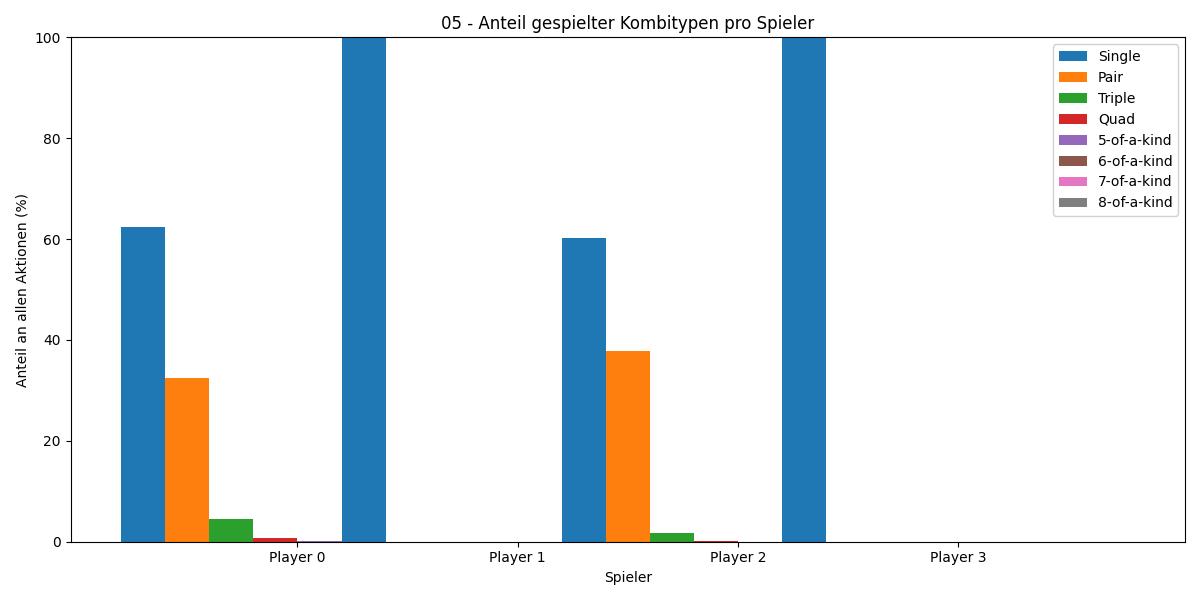 05 - Anteil gespielter Kombitypen pro Spieler
Anteil an allen Aktionen (%)
100
80
60
40
20
0
Single
Pair
Triple
Quad
5-of-a-kind
6-of-a-kind
7-of-a-kind
8-of-a-kind
Player 0
Player 1
Player 2
Player 3
Spieler